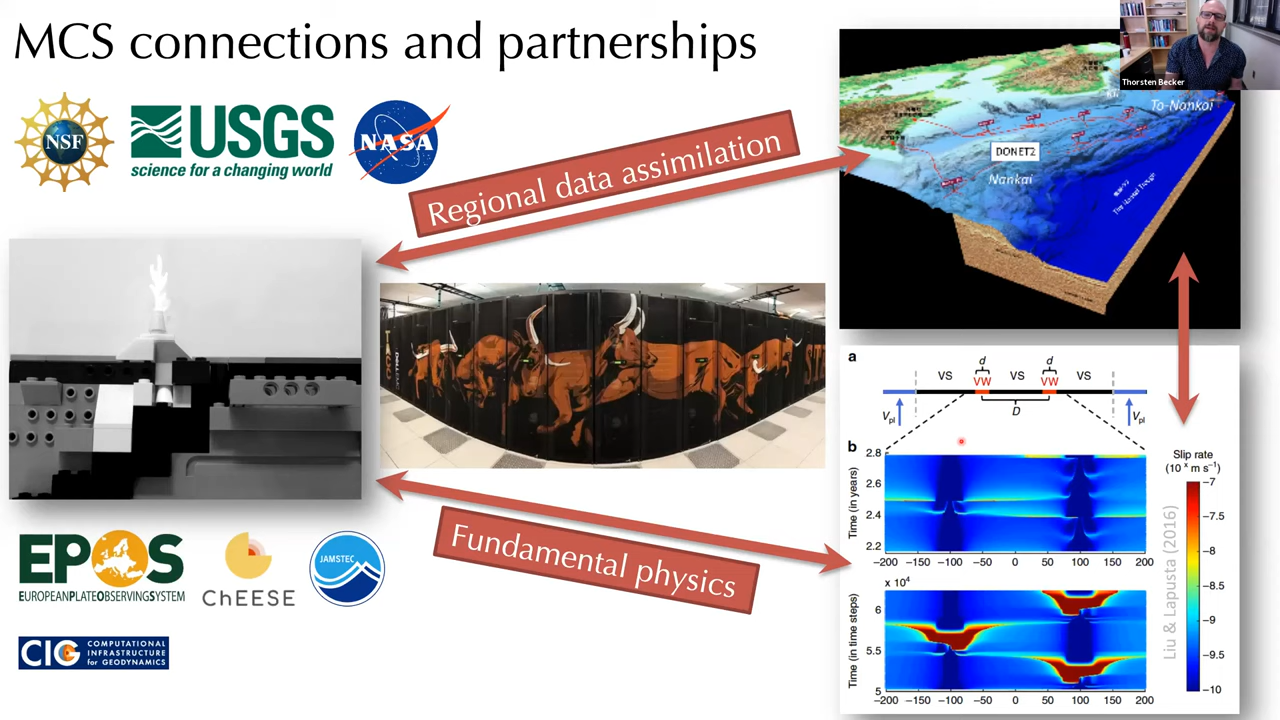 MCS connections and partnerships
Thorsten Becker
NSF
USGS
science for a changing world
NASA
Regional data assimilation
To-Nankai
DONET2
Nankai
a
d
d
VS
VW
VS
VW
VS
D
Vpl
Vpl
b
Slip rate
(10 ˣ m s⁻¹)
Time (in years)
2.8
2.6
2.4
2.2
−200 −150 −100 −50 0 50 100 150 200
x 10⁴
Time (in time steps)
6
5.5
5
−200 −150 −100 −50 0 50 100 150 200
−7
−7.5
−8
−8.5
−9
−9.5
−10
Liu & Lapusta (2016)
Fundamental physics
EPOS
EUROPEAN PLATE OBSERVING SYSTEM
ChEESE
JAMSTEC
CIG
COMPUTATIONAL
INFRASTRUCTURE
for GEODYNAMICS